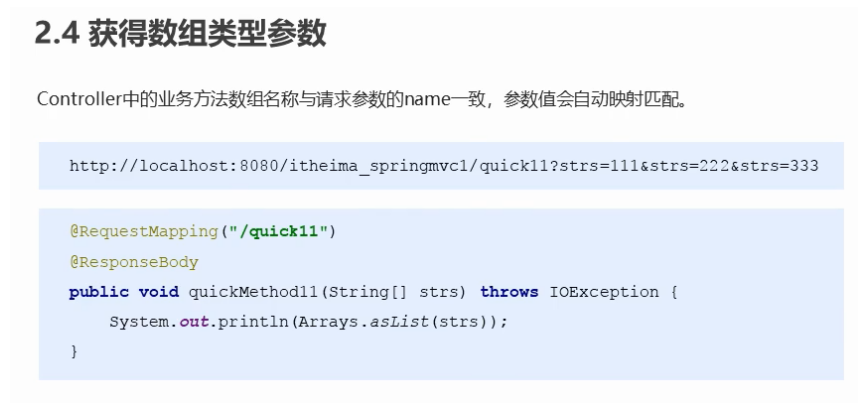 2.4 获得数组类型参数
Controller中的业务方法数组名称与请求参数的name一致，参数值会自动映射匹配。
http://localhost:8080/itheima_springmvc1/quick11?strs=111&strs=222&strs=333
@RequestMapping("/quick11")
@ResponseBody
public void quickMethod11(String[] strs) throws IOException {
    System.out.println(Arrays.asList(strs));
}